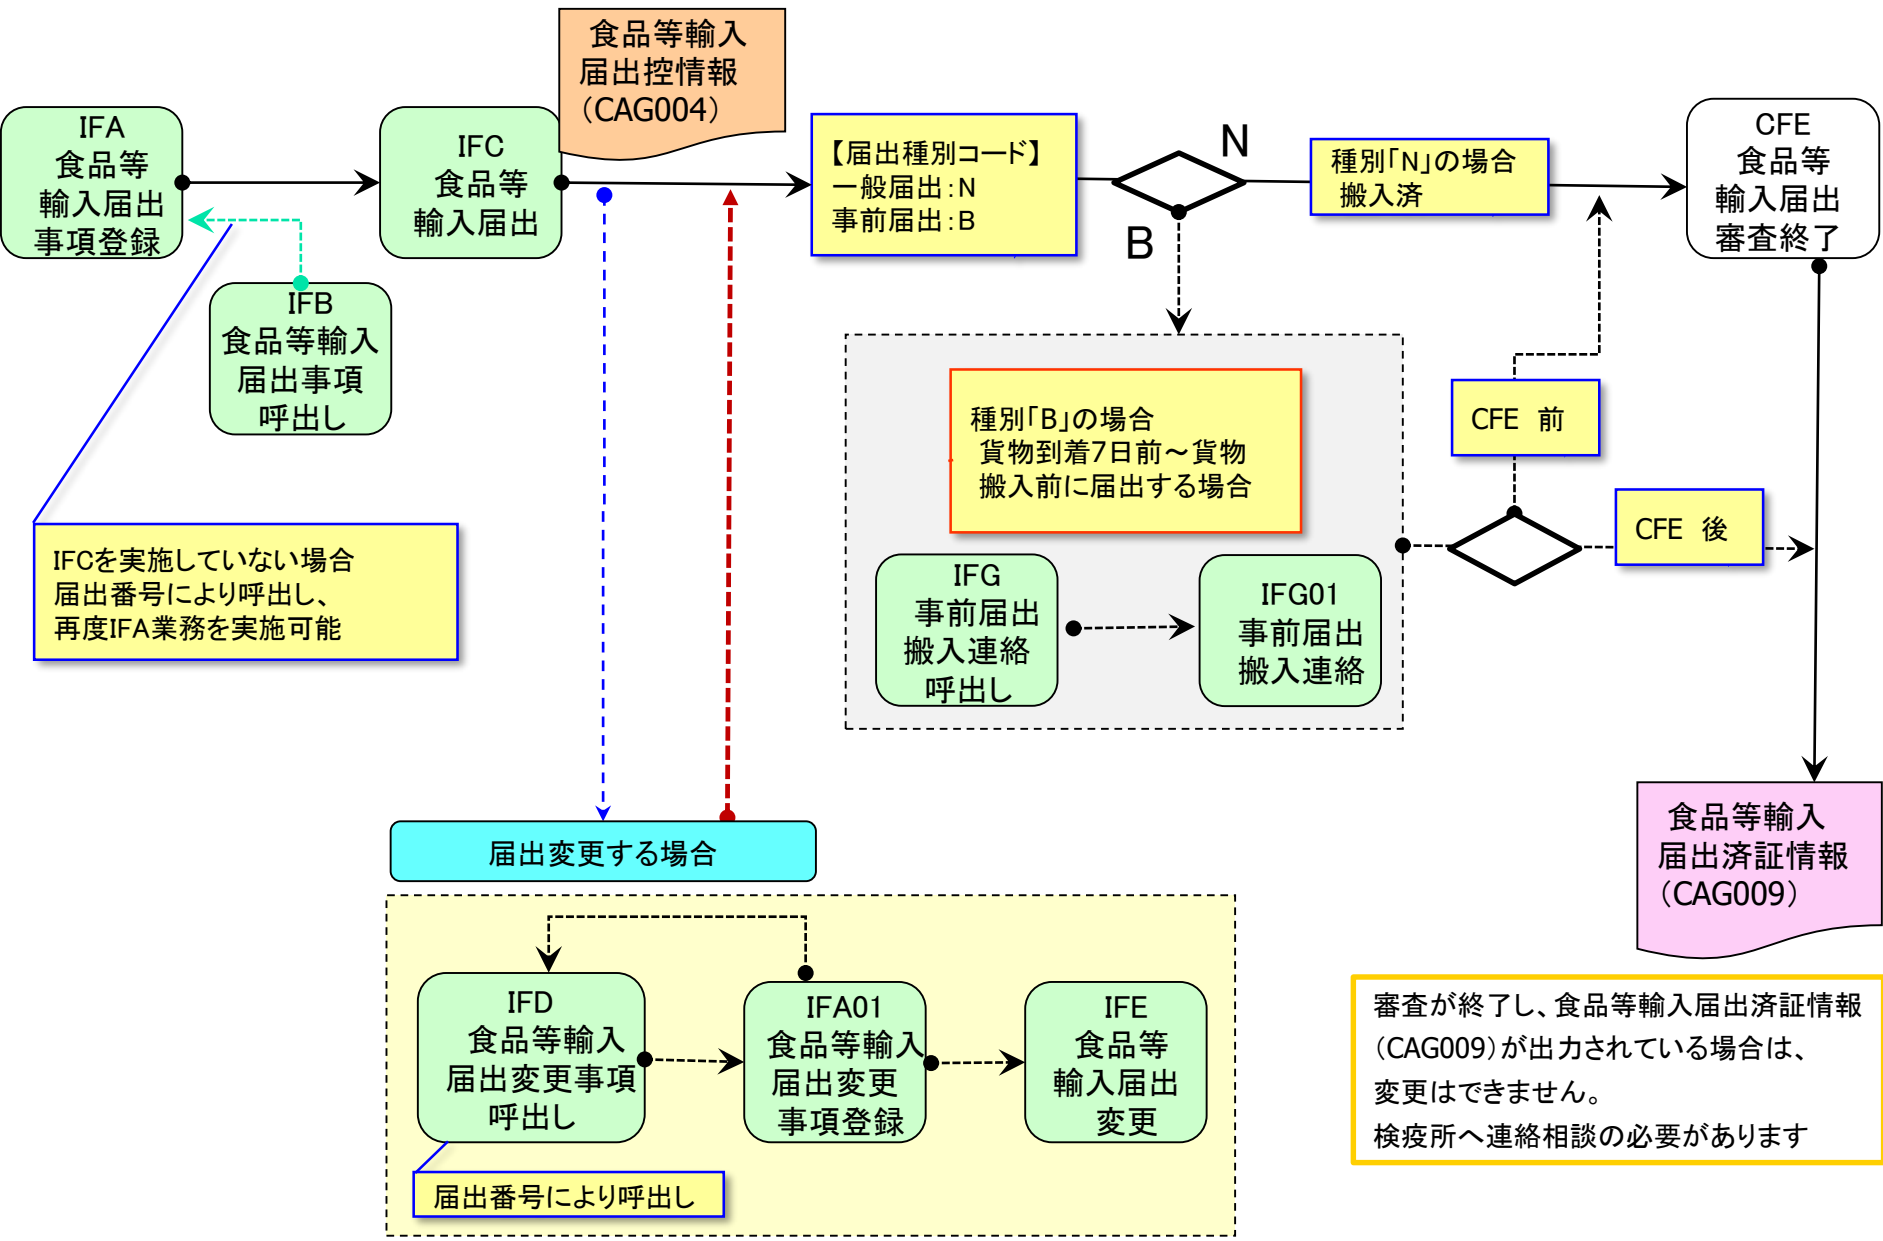 IFA
食品等
輸入届出
事項登録
IFB
食品等輸入
届出事項
呼出し
IFCを実施していない場合
届出番号により呼出し、
再度IFA業務を実施可能
IFC
食品等
輸入届出
食品等輸入
届出控情報
（CAG004）
【届出種別コード】
一般届出：N
事前届出：B
N
B
種別「N」の場合
搬入済
CFE
食品等
輸入届出
審査終了
種別「B」の場合
貨物到着7日前～貨物
搬入前に届出する場合
IFG
事前届出
搬入連絡
呼出し
IFG01
事前届出
搬入連絡
CFE 前
CFE 後
届出変更する場合
IFD
食品等輸入
届出変更事項
呼出し
届出番号により呼出し
IFA01
食品等輸入
届出変更
事項登録
IFE
食品等
輸入届出
変更
食品等輸入
届出済証情報
（CAG009）
審査が終了し、食品等輸入届出済証情報
（CAG009）が出力されている場合は、
変更はできません。
検疫所へ連絡相談の必要があります